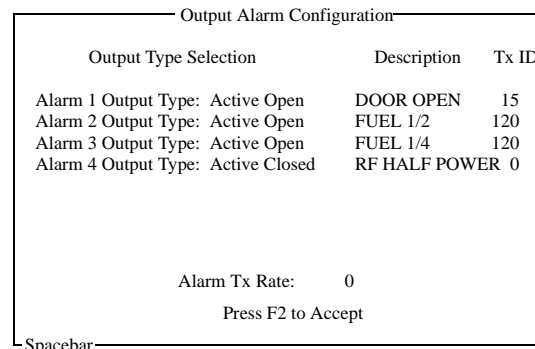 Output Alarm Configuration
Output Type Selection Description Tx ID
Alarm 1 Output Type: Active Open DOOR OPEN 15
Alarm 2 Output Type: Active Open FUEL 1/2 120
Alarm 3 Output Type: Active Open FUEL 1/4 120
Alarm 4 Output Type: Active Closed RF HALF POWER 0
Alarm Tx Rate: 0
Press F2 to Accept
Spacebar